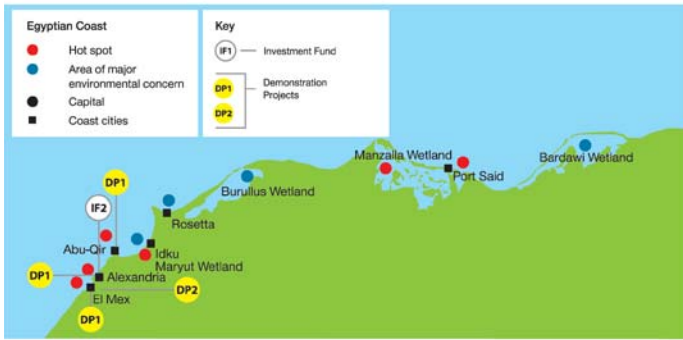 Egyptian Coast
Hot spot
Area of major
environmental concern
Capital
Coast cities
Key
IF1
Investment Fund
DP1
DP2
Demonstration
Projects
Manzalla Wetland
Port Said
Bardawi Wetland
Burullus Wetland
DP1
IF2
Rosetta
Abu-Qir
Idku
Maryut Wetland
DP1
Alexandria
DP2
El Mex
DP1